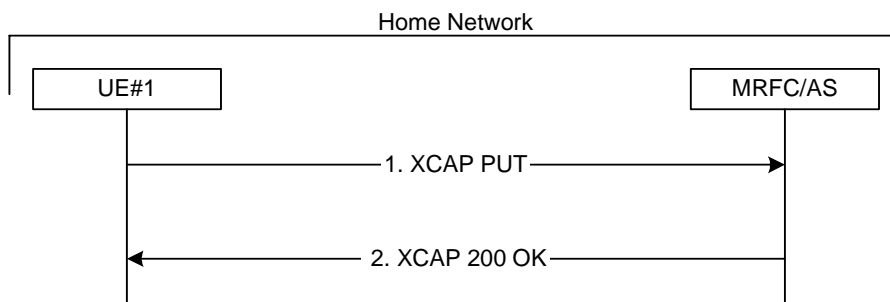 Home Network
UE#1
MRFC/AS
1. XCAP PUT
2. XCAP 200 OK